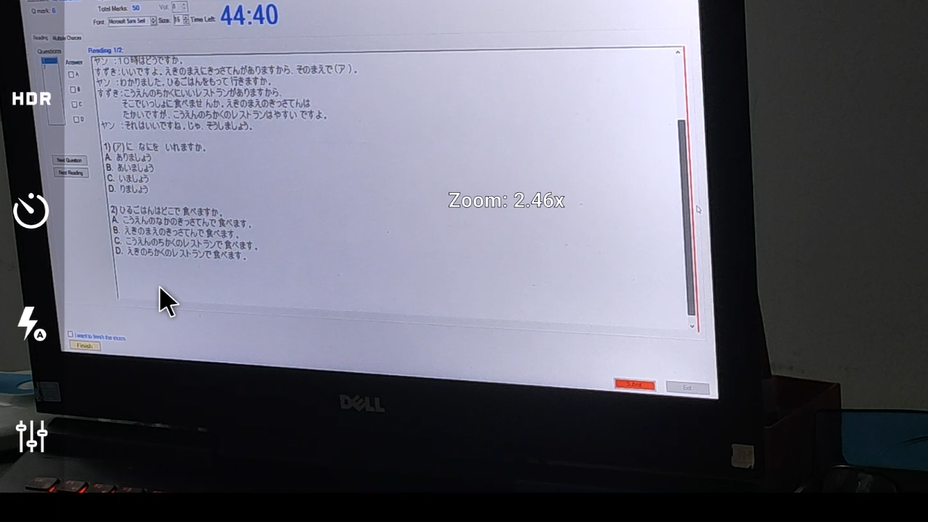 Q mark: 6
Total Marks: 50
Font: Microsoft Sans Serif Size: Time Left: 44:40
Reading Multiple Choices
Reading 1/2:
Questions
Answer
A
B
C
D
Next Question
Next Reading
ヤン :10時はどうですか。
すずき:いいですよ。えきのまえにきっさてんがありますから、そのまえで(ア)。
ヤン :わかりました。ひるごはんをもって 行きますか。
すずき:こうえんのちかくにいいレストランがありますから、
そこでいっしょに食べませ んか。えきのまえのきっさてんは
たかいですが、こうえんのちかくのレストランはやすい ですよ。
ヤン :それはいいですね。じゃ、そうしましょう。
1) (ア)に なにを いれますか。
A. ありましょう
B. あいましょう
C. いましょう
D. りましょう
2) ひるごはんはどこで 食べますか。
A. こうえんのなかのきっさてんで 食べます。
B. えきのまえのきっさてんで 食べます。
C. こうえんのちかくのレストランで 食べます。
D. えきのちかくのレストランで 食べます。
I want to finish the exam.
Finish
Submit
Exit
DELL
HDR
Zoom: 2.46x
A